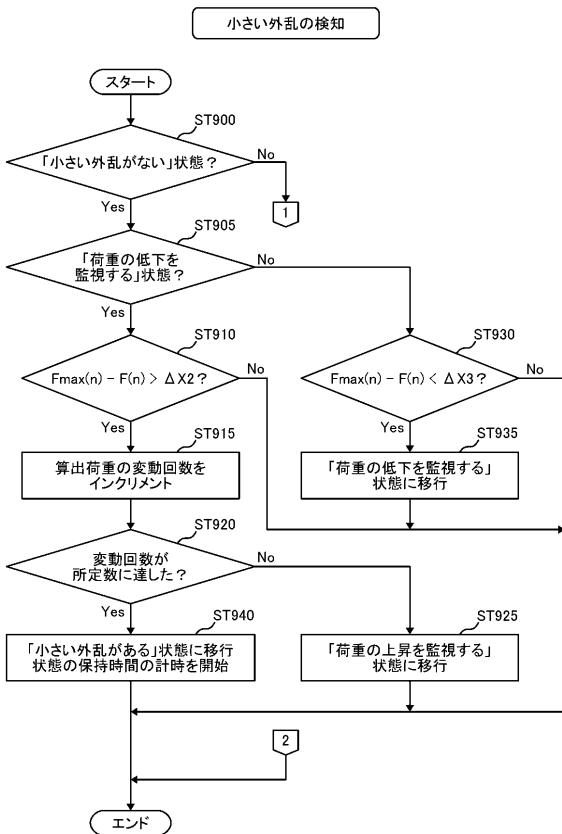 小さい外乱の検知
スタート
ST900
「小さい外乱がない」状態？
No
1
Yes
ST905
「荷重の低下を
監視する」状態？
No
Yes
ST910
Fmax(n) − F(n) > ΔX2？
No
ST930
Fmax(n) − F(n) < ΔX3？
No
Yes
ST915
算出荷重の変動回数を
インクリメント
Yes
ST935
「荷重の低下を監視する」
状態に移行
ST920
変動回数が
所定数に達した？
No
Yes
ST940
「小さい外乱がある」状態に移行
状態の保持時間の計時を開始
ST925
「荷重の上昇を監視する」
状態に移行
2
エンド